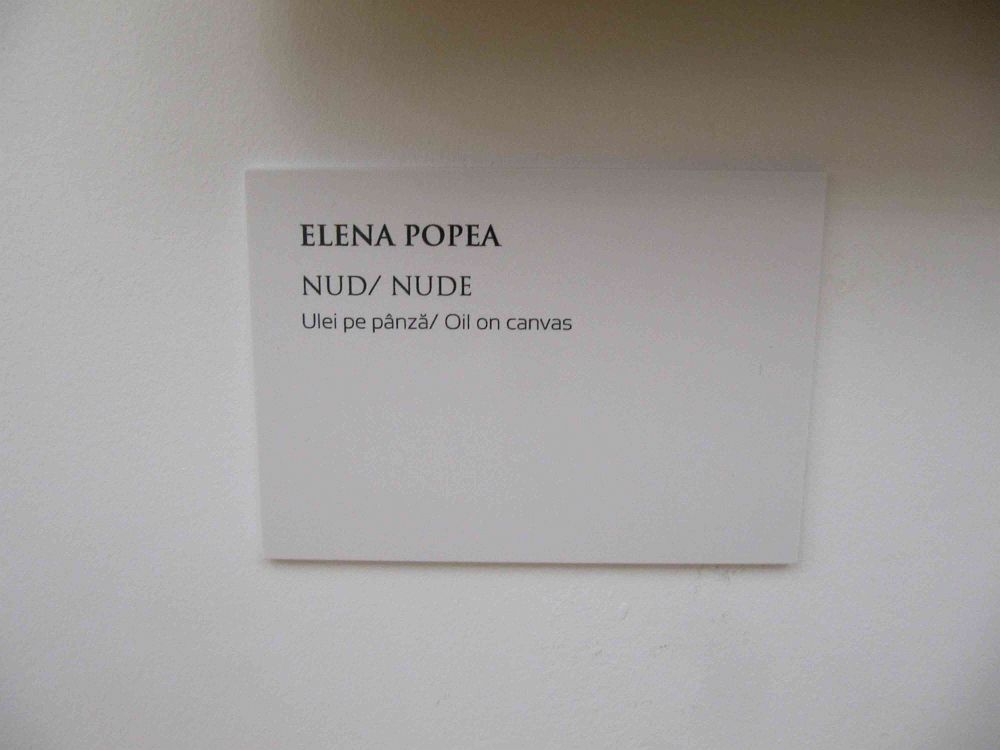 ELENA POPEA
NUD/ NUDE
Ulei pe pânză/ Oil on canvas